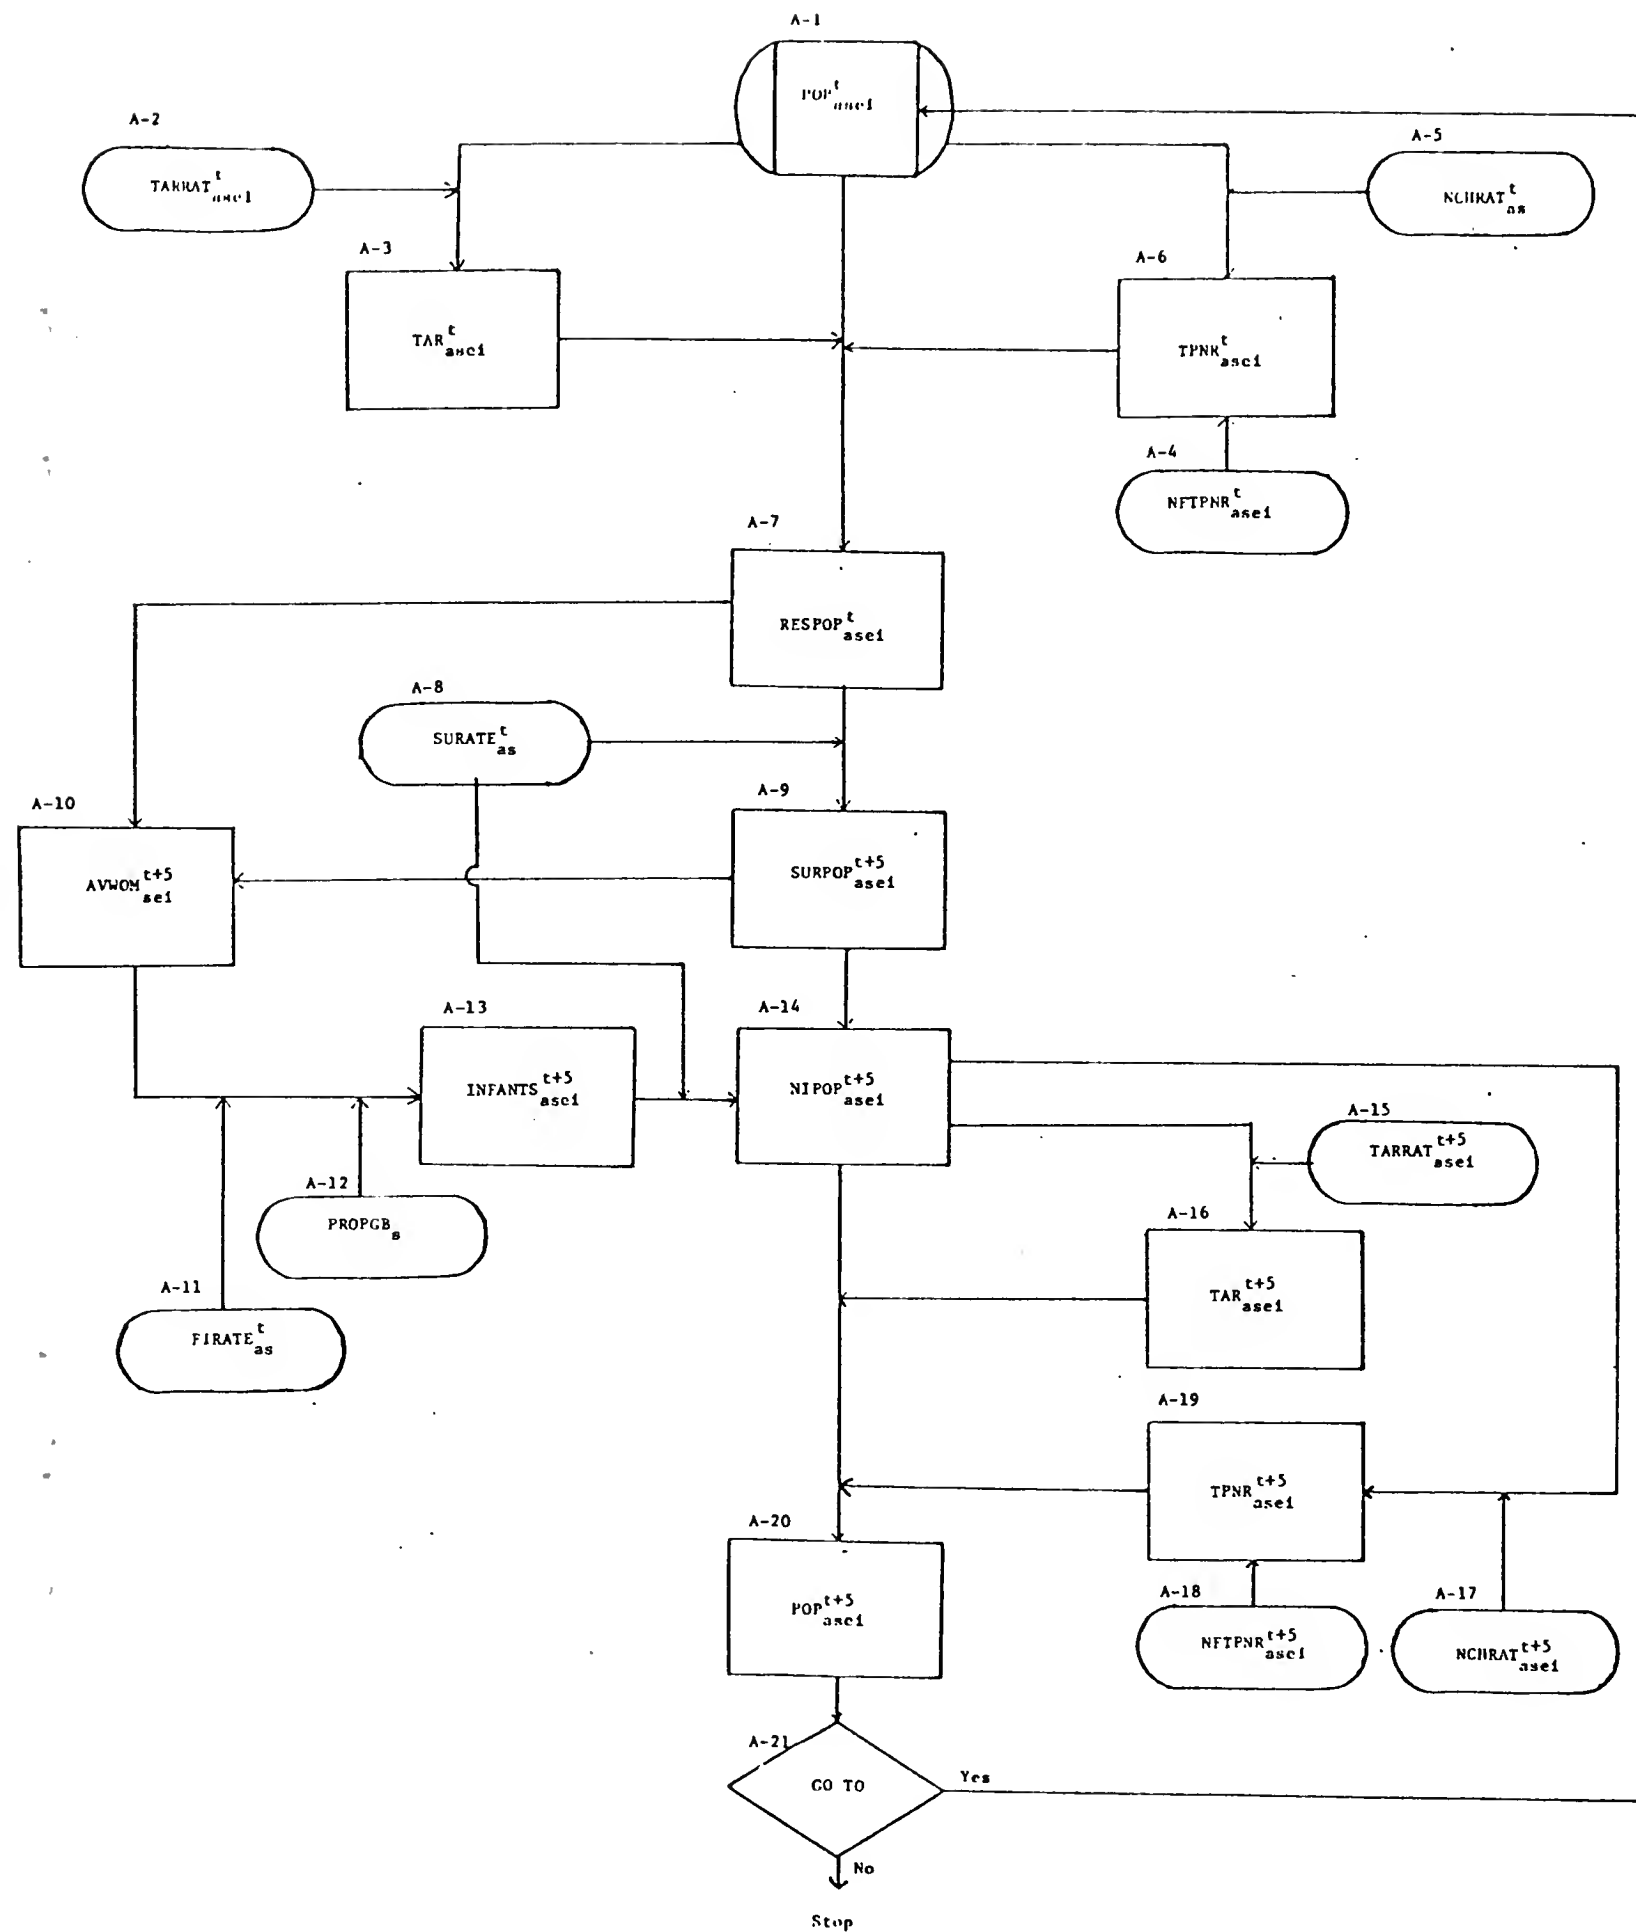 A-1
POP^t_asei
A-2
TARRAT^t_asei
A-5
NCHRAT^t_as
A-3
TAR^t_asei
A-6
TPNR^t_asei
A-4
NFTPNR^t_asei
A-7
RESPOP^t_asei
A-8
SURATE^t_as
A-9
SURPOP^t+5_asei
A-10
AVWOM^t+5_sei
A-13
INFANTS^t+5_asei
A-14
NIPOP^t+5_asei
A-15
TARRAT^t+5_asei
A-12
PROPGB_s
A-16
TAR^t+5_asei
A-11
FIRATE^t_as
A-19
TPNR^t+5_asei
A-20
POP^t+5_asei
A-18
NFTPNR^t+5_asei
A-17
NCHRAT^t+5_asei
A-21
GO TO
Yes
No
Stop